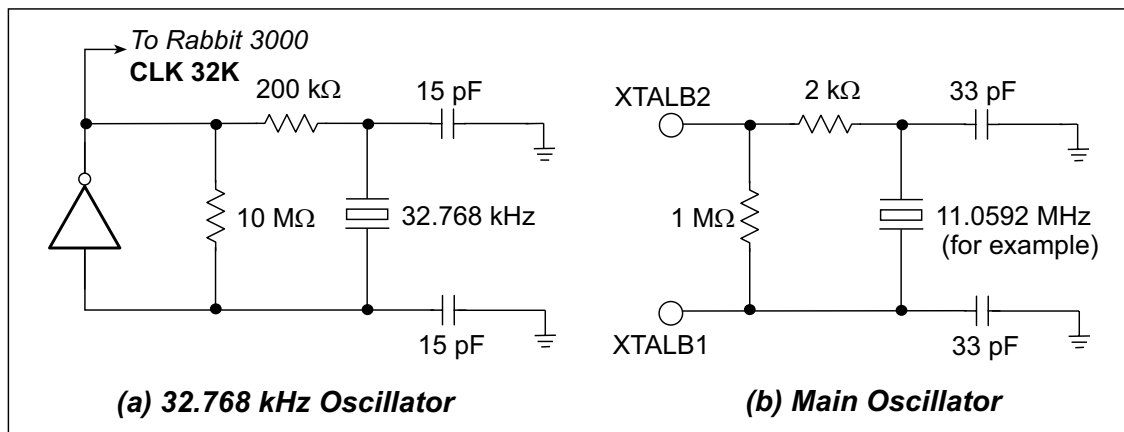 To Rabbit 3000
CLK 32K
200 kΩ
15 pF
10 MΩ
32.768 kHz
15 pF
(a) 32.768 kHz Oscillator
XTALB2
2 kΩ
33 pF
1 MΩ
11.0592 MHz
(for example)
XTALB1
33 pF
(b) Main Oscillator